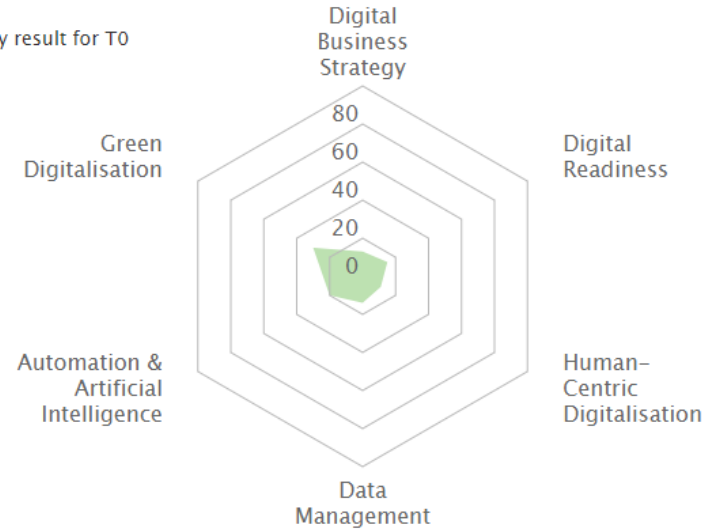 Digital
Business
Strategy
y result for T0
Green
Digitalisation
Digital
Readiness
80
60
40
20
0
Automation &
Artificial
Intelligence
Human-
Centric
Digitalisation
Data
Management